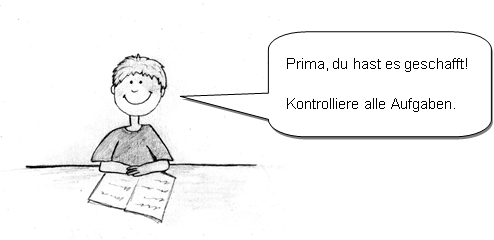 Prima, du hast es geschafft!
Kontrolliere alle Aufgaben.